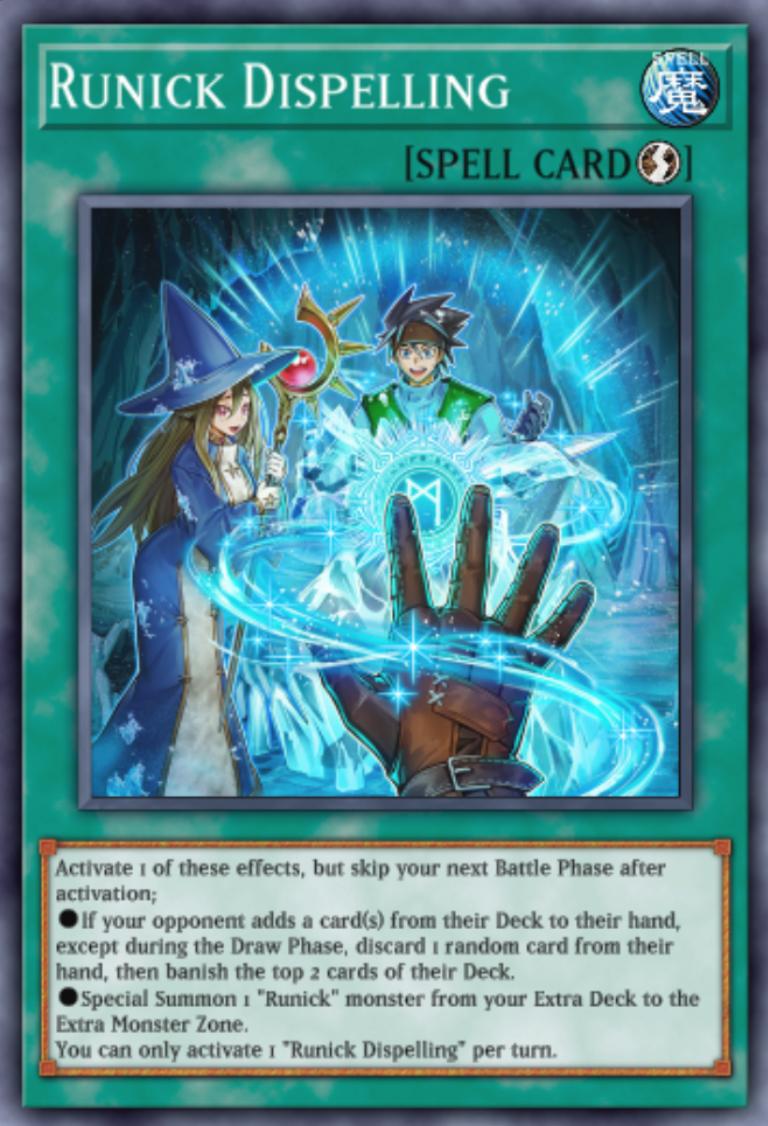 RUNICK DISPELLING
SPELL
魔
[SPELL CARD]
Activate 1 of these effects, but skip your next Battle Phase after
activation;
●If your opponent adds a card(s) from their Deck to their hand,
except during the Draw Phase, discard 1 random card from their
hand, then banish the top 2 cards of their Deck.
●Special Summon 1 "Runick" monster from your Extra Deck to the
Extra Monster Zone.
You can only activate 1 "Runick Dispelling" per turn.